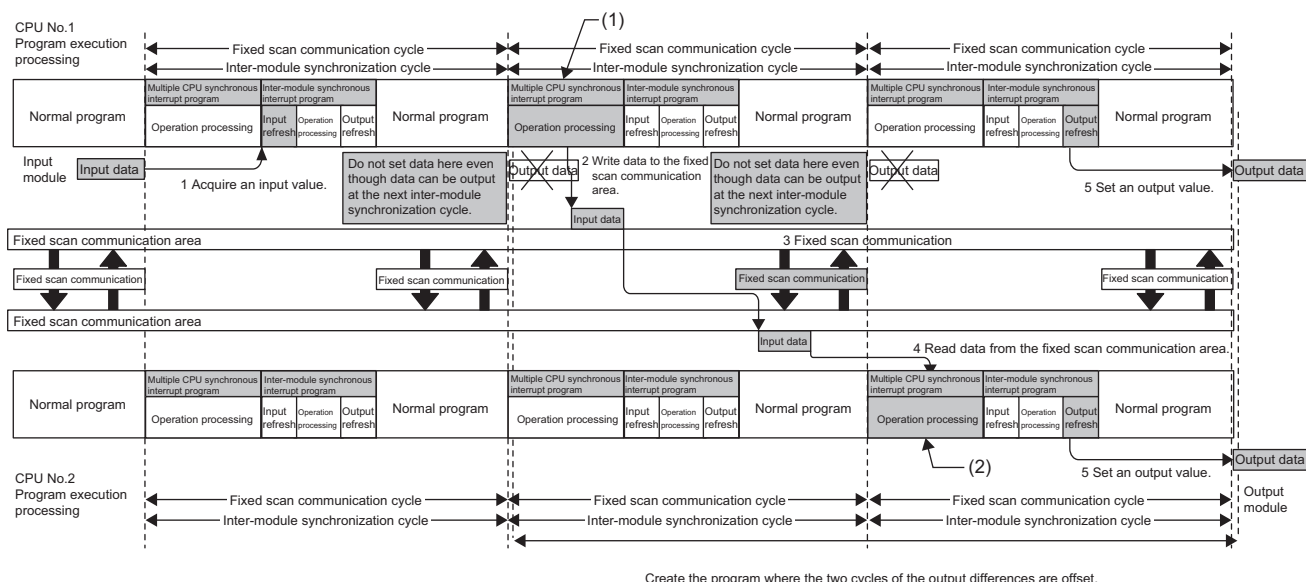 CPU No.1
Program execution
processing
(1)
Fixed scan communication cycle
Fixed scan communication cycle
Fixed scan communication cycle
Inter-module synchronization cycle
Inter-module synchronization cycle
Inter-module synchronization cycle
Normal program
Multiple CPU synchronous
interrupt program
Operation processing
Inter-module synchronous
interrupt program
Input
refresh
Operation
processing
Output
refresh
Normal program
Multiple CPU synchronous
interrupt program
Operation processing
Inter-module synchronous
interrupt program
Input
refresh
Operation
processing
Output
refresh
Normal program
Multiple CPU synchronous
interrupt program
Operation processing
Inter-module synchronous
interrupt program
Input
refresh
Operation
processing
Output
refresh
Normal program
Input
module
Input data
1 Acquire an input value.
Do not set data here even
though data can be output
at the next inter-module
synchronization cycle.
Output data
2 Write data to the fixed
scan communication
area.
Do not set data here even
though data can be output
at the next inter-module
synchronization cycle.
Output data
5 Set an output value.
Output data
Input data
Fixed scan communication area
3 Fixed scan communication
Fixed scan communication
Fixed scan communication
Fixed scan communication
Fixed scan communication
Fixed scan communication area
Input data
4 Read data from the fixed scan communication area.
Normal program
Multiple CPU synchronous
interrupt program
Operation processing
Inter-module synchronous
interrupt program
Input
refresh
Operation
processing
Output
refresh
Normal program
Multiple CPU synchronous
interrupt program
Operation processing
Inter-module synchronous
interrupt program
Input
refresh
Operation
processing
Output
refresh
Normal program
Multiple CPU synchronous
interrupt program
Operation processing
Inter-module synchronous
interrupt program
Input
refresh
Operation
processing
Output
refresh
Normal program
(2)
5 Set an output value.
Output data
CPU No.2
Program execution
processing
Output
module
Fixed scan communication cycle
Fixed scan communication cycle
Fixed scan communication cycle
Inter-module synchronization cycle
Inter-module synchronization cycle
Inter-module synchronization cycle
Create the program where the two cycles of the output differences are offset.